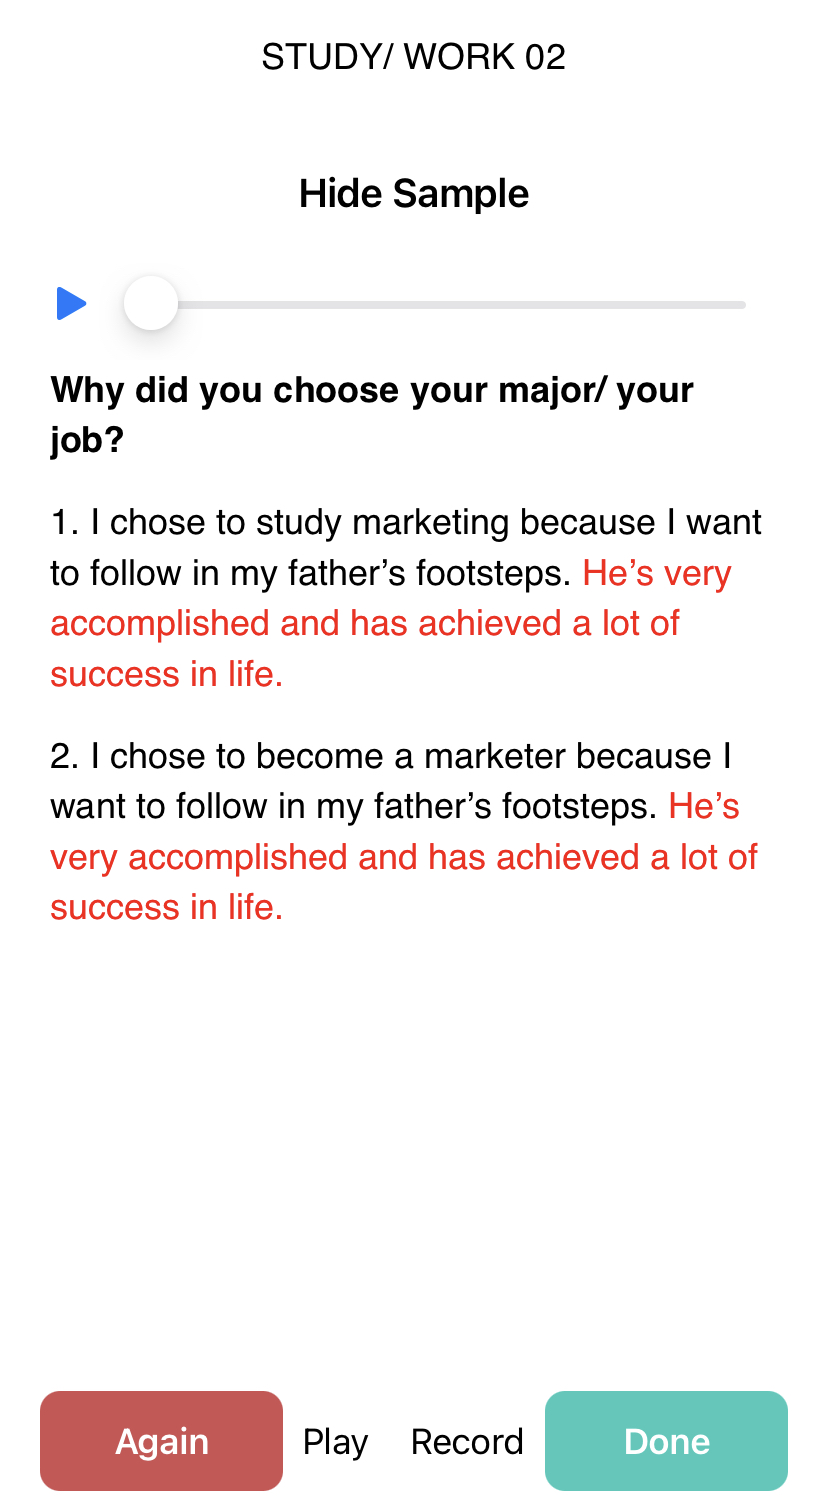 STUDY/ WORK 02
Hide Sample
Why did you choose your major/ your
job?
1. I chose to study marketing because I want
to follow in my father’s footsteps. He’s very
accomplished and has achieved a lot of
success in life.
2. I chose to become a marketer because I
want to follow in my father’s footsteps. He’s
very accomplished and has achieved a lot of
success in life.
Again Play Record Done